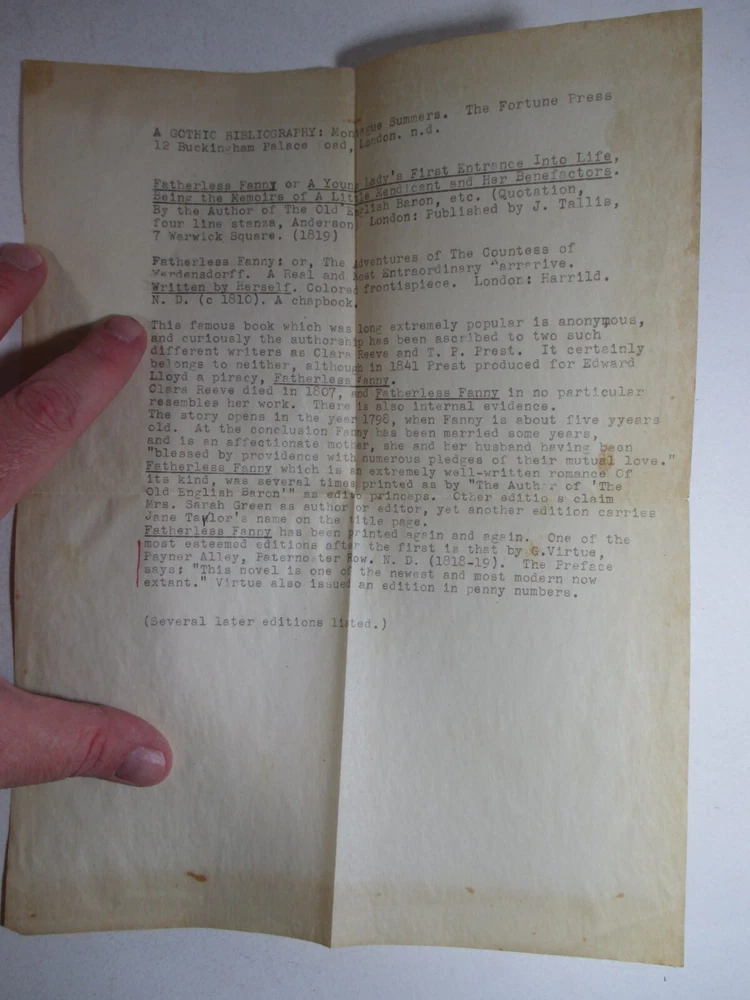 A GOTHIC BIBLIOGRAPHY: Montague Summers. The Fortune Press
12 Buckingham Palace oad, London. n.d.
Fatherless Fanny or A Young Lady's First Entrance Into Life,
Being the Memoirs of A Little Mendicant and Her Benefactors.
By the Author of The Old English Baron, etc. (Quotation,
four line stanza, Anderson London: Published by J. Tallis,
7 Warwick Square. (1819)
Fatherless Fanny: or, The Adventures of The Countess of
Werdensdorff. A Real and Most Entraordinary Narrarive.
Written by Herself. Colored frontispiece. London: Harrild.
N. D. (c 1810). A chapbook.
This famous book which was long extremely popular is anonymous,
and curiously the authorship has been ascribed to two such
different writers as Clara Reeve and T. P. Prest. It certainly
belongs to neither, although in 1841 Prest produced for Edward
Lloyd a piracy, Fatherless Fanny.
Clara Reeve died in 1807, and Fatherless Fanny in no particular
resembles her work. There is also internal evidence.
The story opens in the year 1798, when Fanny is about five yyears
old. At the conclusion Fanny has been married some years,
and is an affectionate mother, she and her husband having been
"blessed by providence with numerous pledges of their mutual love."
Fatherless Fanny which is an extremely well-written romance Of
its kind, was several times printed as by "The Author of 'The
Old English Baron'" as edito princeps. Other editio s claim
Mrs. Sarah Green as author or editor, yet another edition carries
Jane Taylor's name on the title page.
Fatherless Fanny has been printed again and again. One of the
most esteemed editions after the first is that by G.Virtue,
Payner Alley, Paternoster Row. N. D. (1818-19). The Preface
says: "This novel is one of the newest and most modern now
extant." Virtue also issued an edition in penny numbers.
(Several later editions listed.)